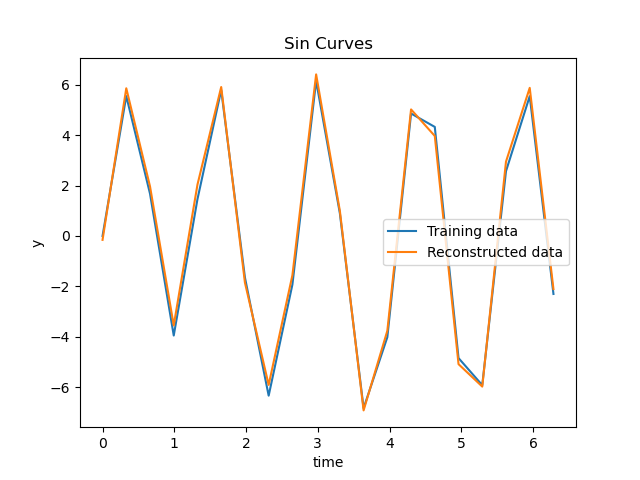 Sin Curves
6
4
2
0
−2
−4
−6
y
Training data
Reconstructed data
0 1 2 3 4 5 6
time